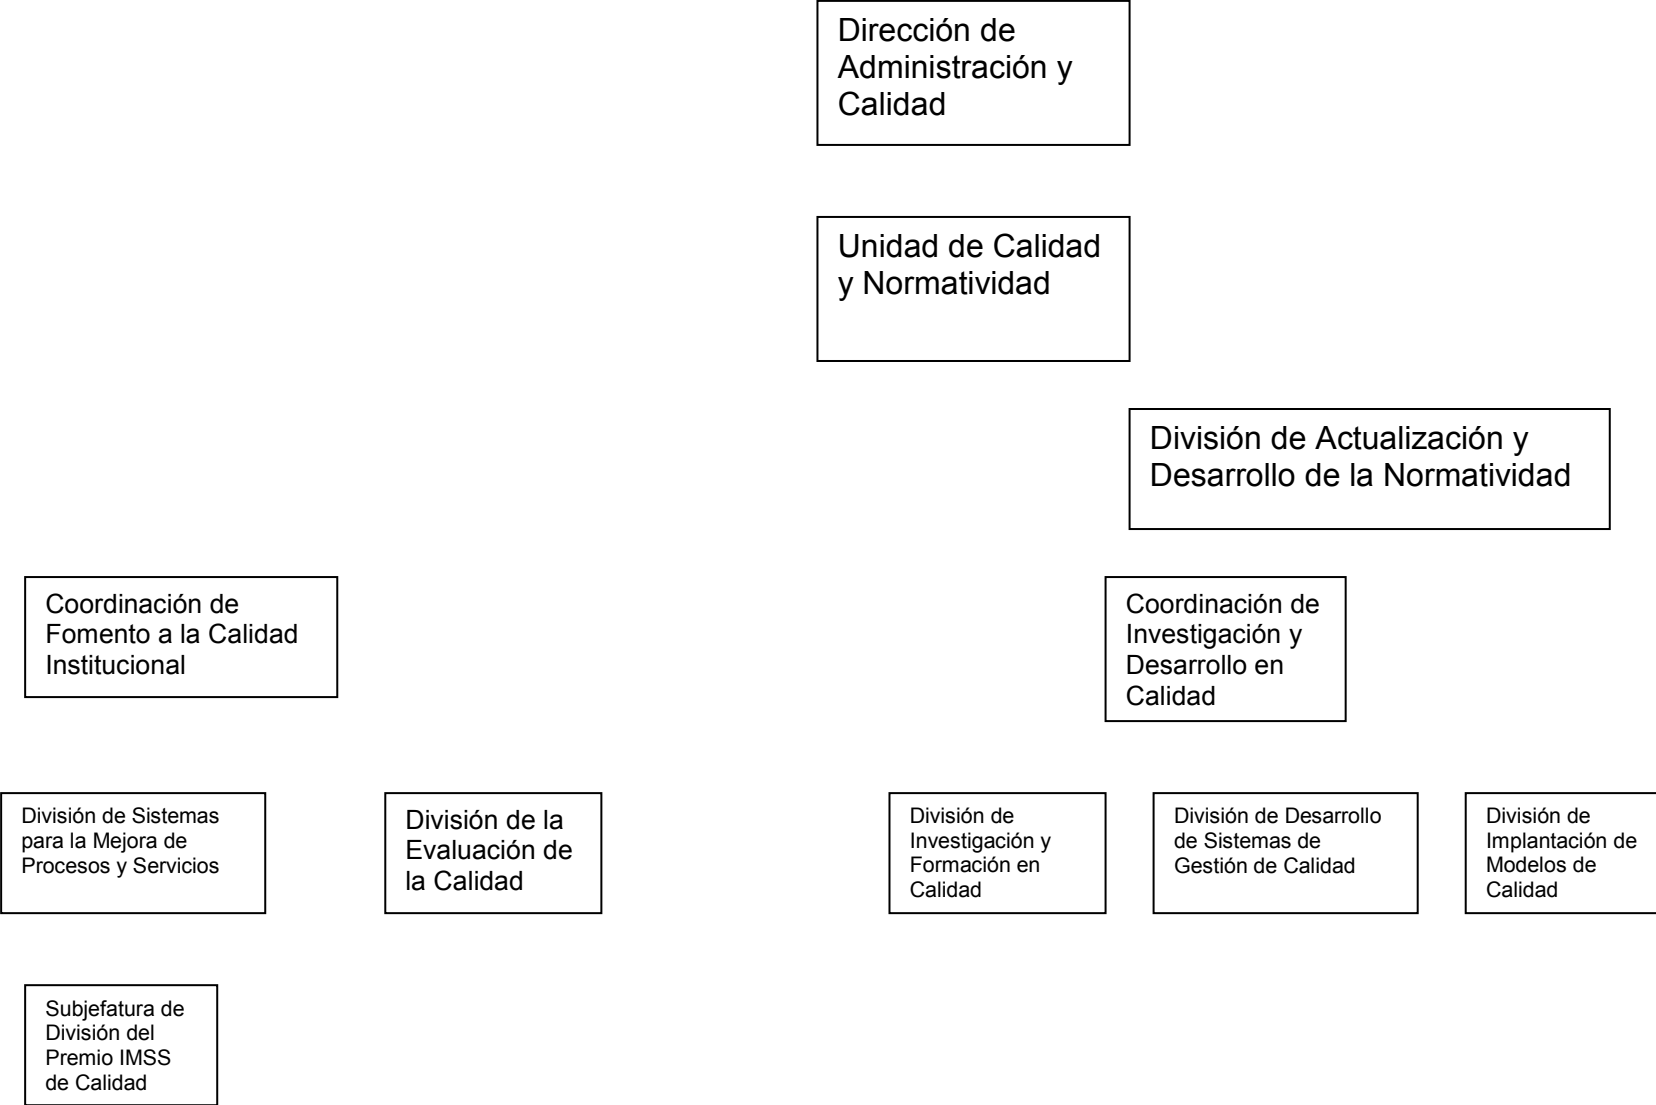 Dirección de
Administración y
Calidad
Unidad de Calidad
y Normatividad
División de Actualización y
Desarrollo de la Normatividad
Coordinación de
Fomento a la Calidad
Institucional
Coordinación de
Investigación y
Desarrollo en
Calidad
División de Sistemas
para la Mejora de
Procesos y Servicios
División de la
Evaluación de
la Calidad
División de
Investigación y
Formación en
Calidad
División de Desarrollo
de Sistemas de
Gestión de Calidad
División de
Implantación de
Modelos de
Calidad
Subjefatura de
División del
Premio IMSS
de Calidad